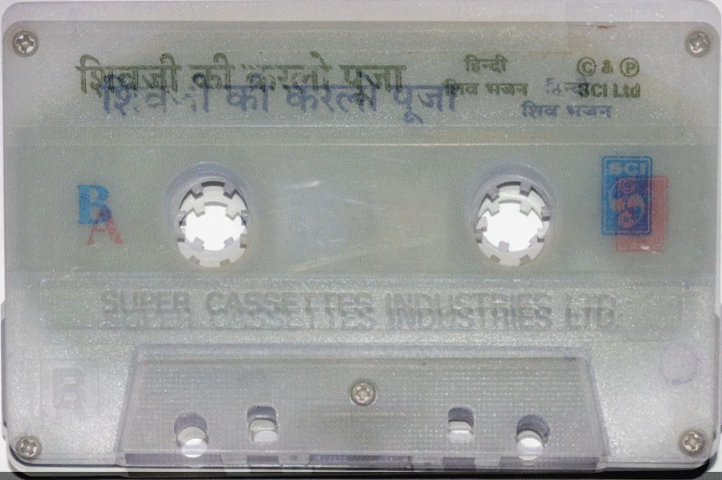 शिवजी की करलो पूजा
हिन्दी
शिव भजन
© & ℗
SCI Ltd
शिवजी की करलो पूजा
हिन्दी
शिव भजन
B
A
SCI
SUPER CASSETTES INDUSTRIES LTD.
SUPER CASSETTES INDUSTRIES LTD.